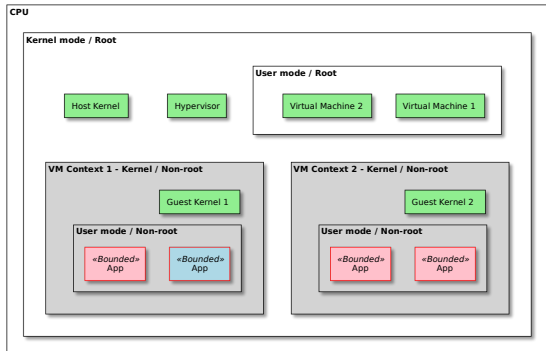 CPU
Kernel mode / Root
User mode / Root
Host Kernel
Hypervisor
Virtual Machine 2
Virtual Machine 1
VM Context 1 - Kernel / Non-root
Guest Kernel 1
User mode / Non-root
«Bounded»
App
«Bounded»
App
VM Context 2 - Kernel / Non-root
Guest Kernel 2
User mode / Non-root
«Bounded»
App
«Bounded»
App